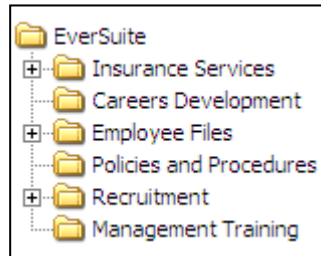 EverSuite
Insurance Services
Careers Development
Employee Files
Policies and Procedures
Recruitment
Management Training